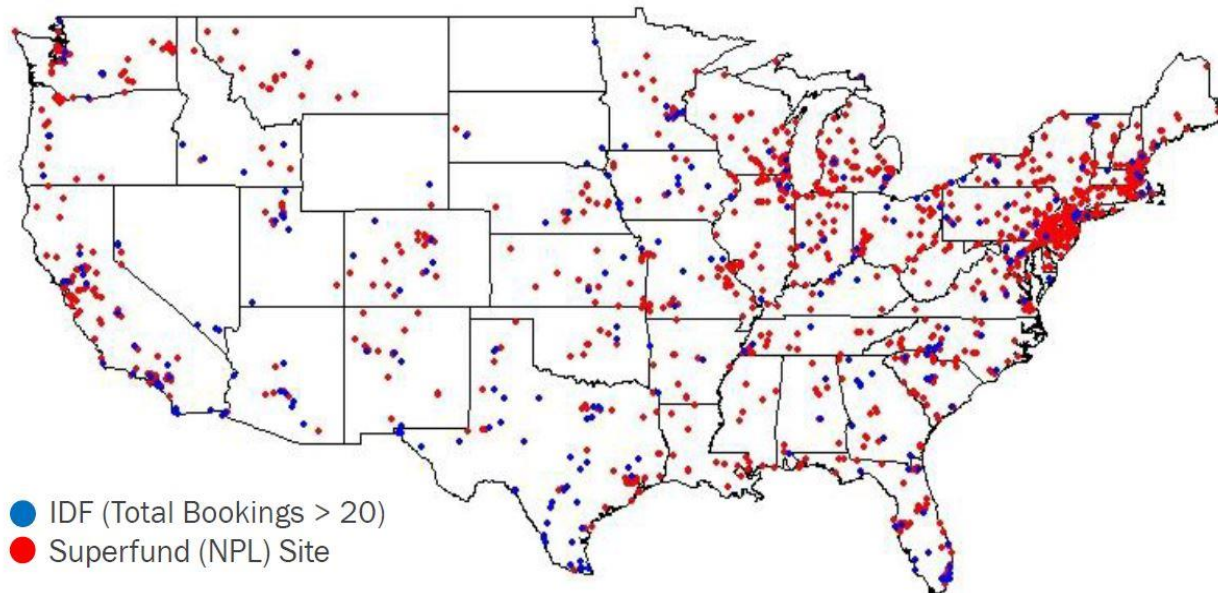 IDF (Total Bookings > 20)
Superfund (NPL) Site